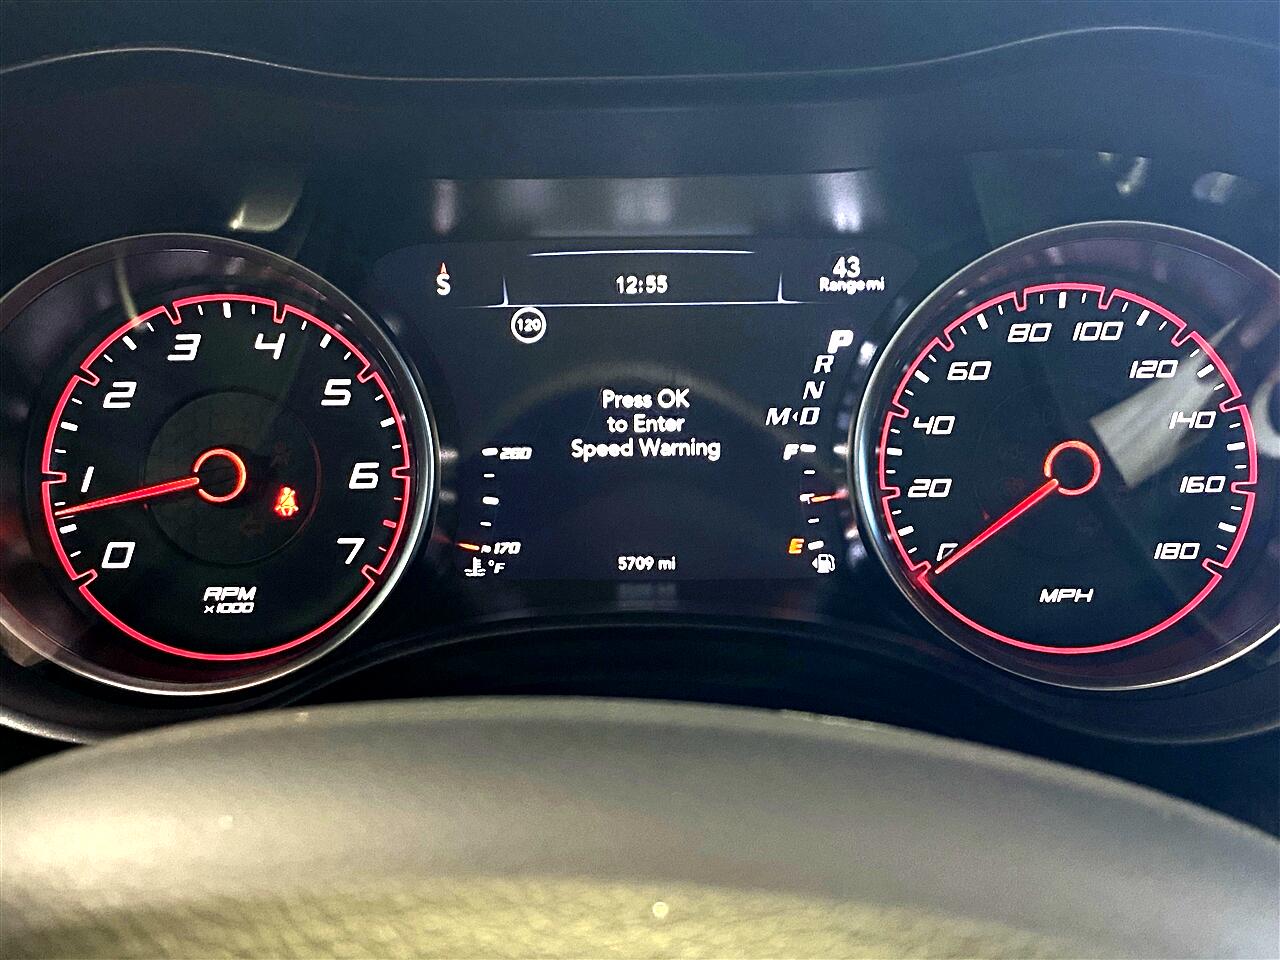 S
12:55
43
Range mi
120
P
R
N
M‹D
Press OK
to Enter
Speed Warning
260
F
170
°F
E
5709 mi
0
1
2
3
4
5
6
7
RPM
x1000
0
20
40
60
80
100
120
140
160
180
MPH